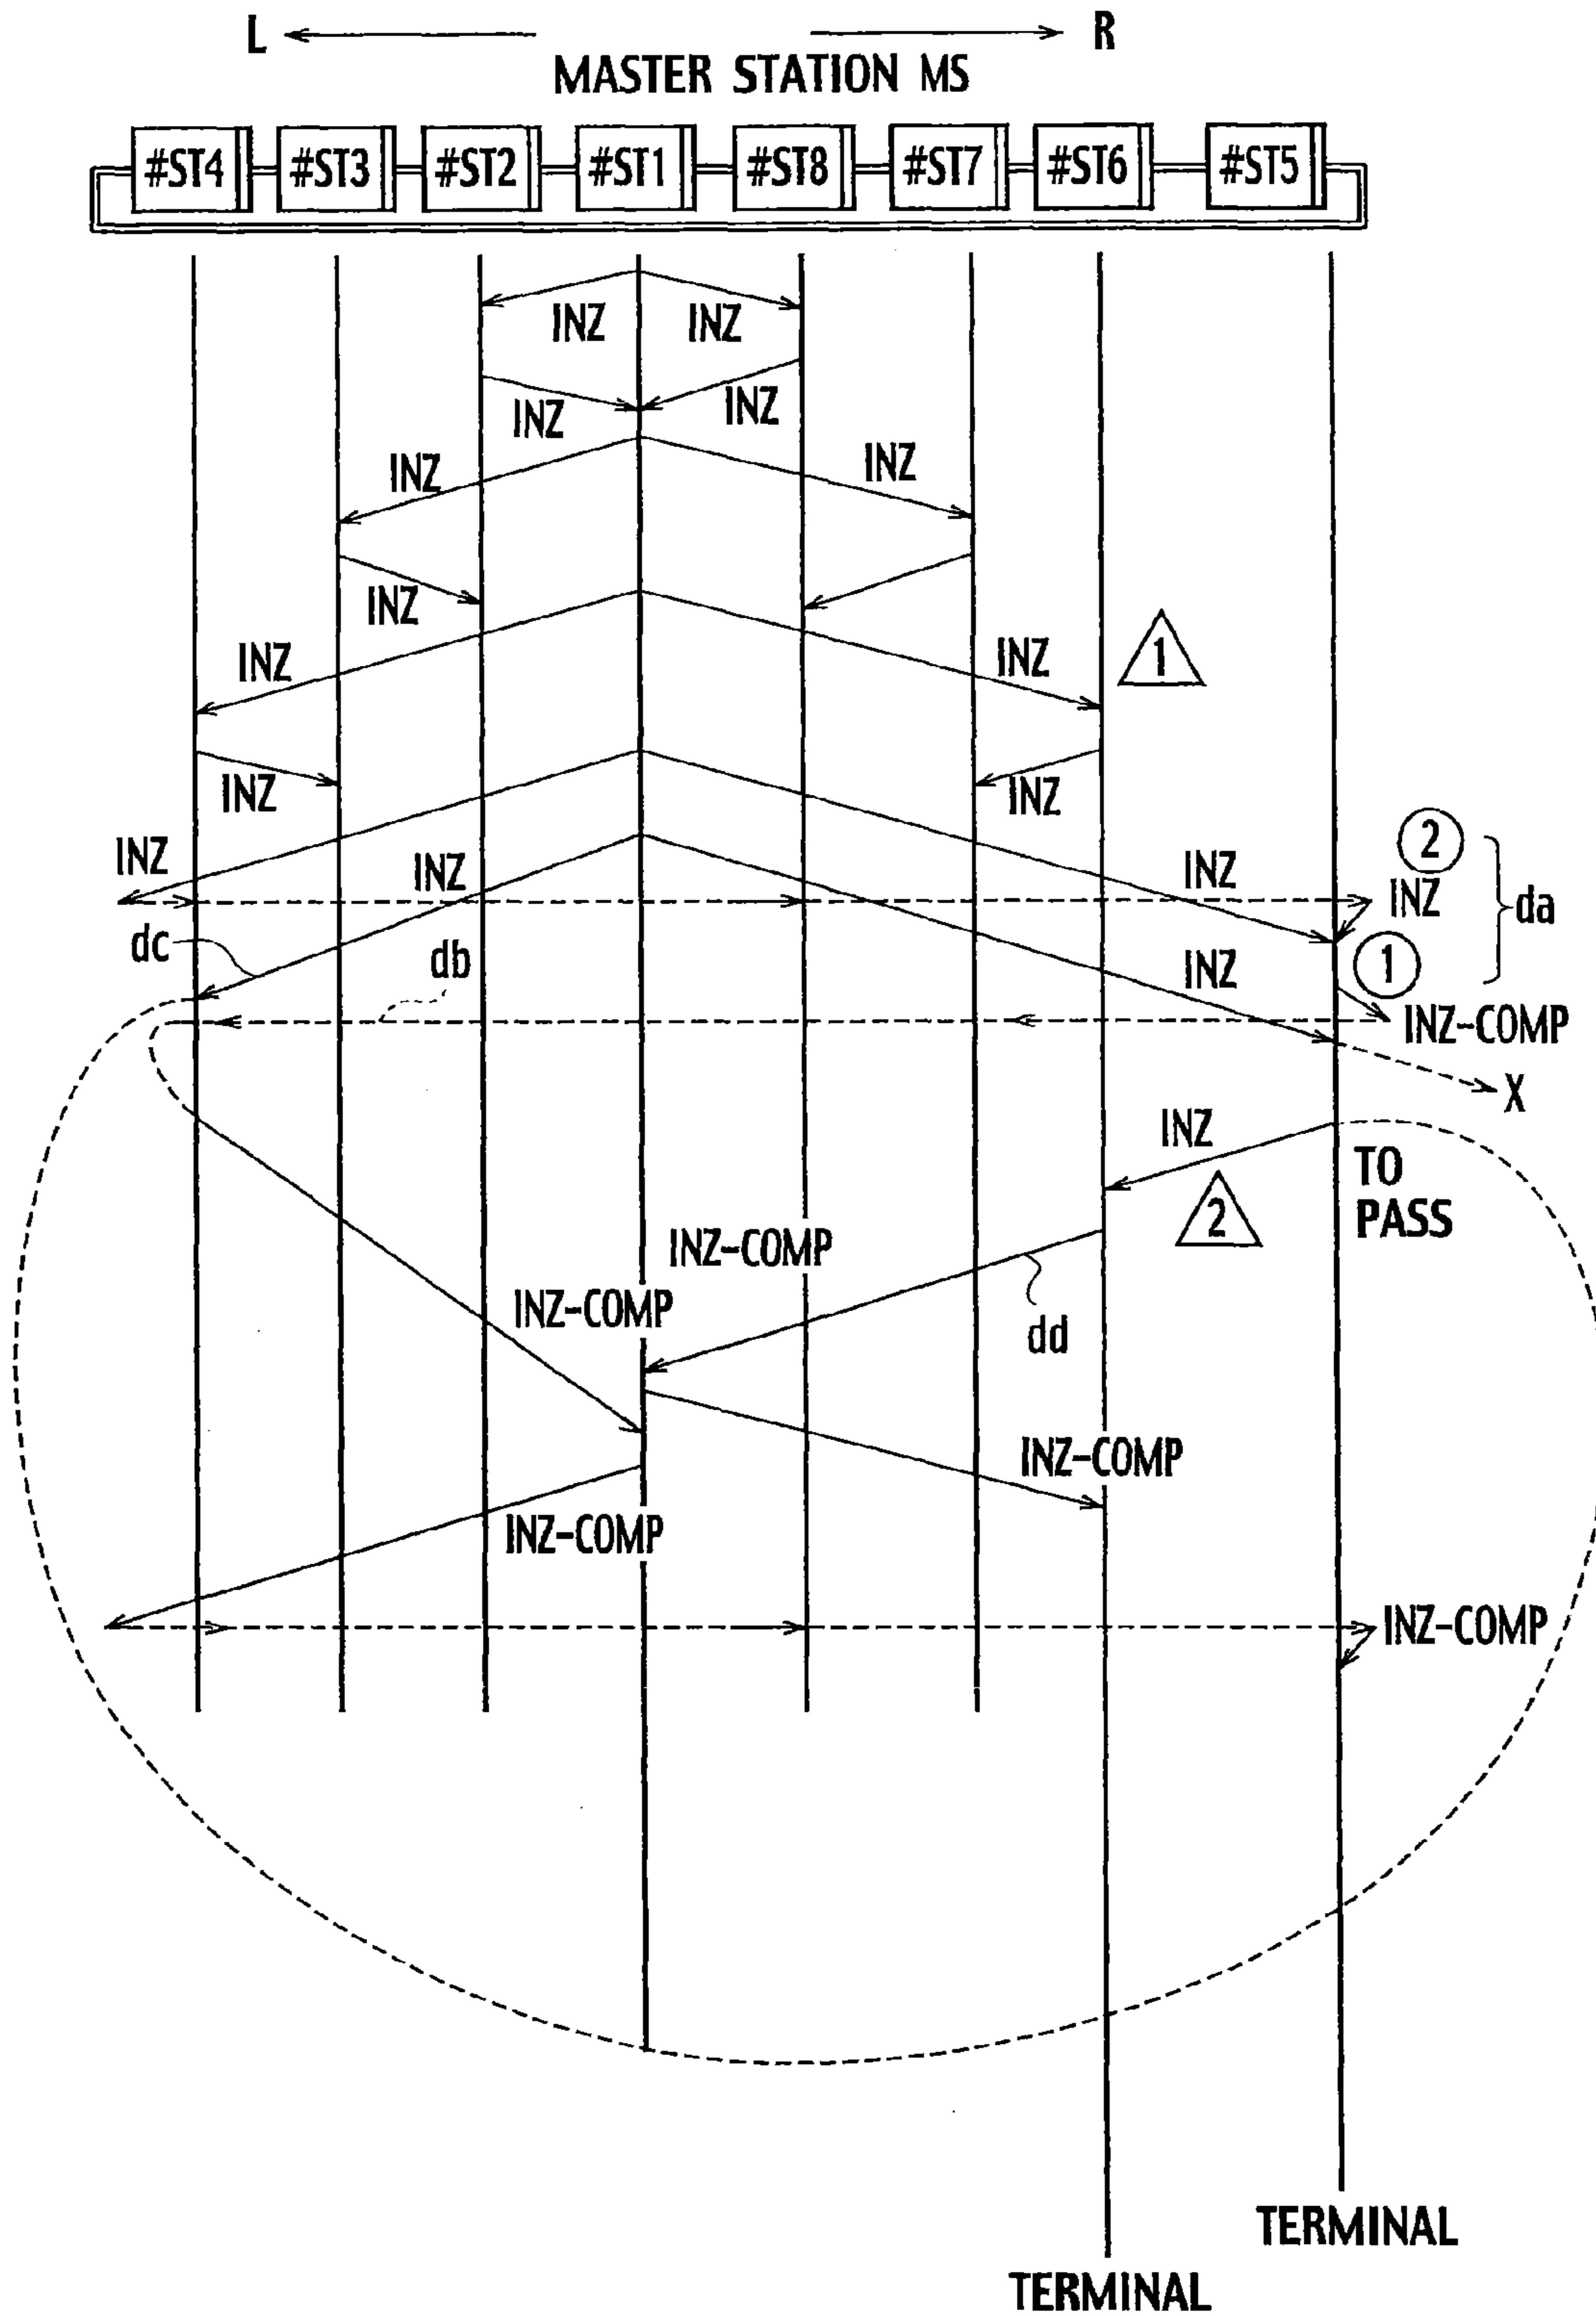 L R
MASTER STATION MS
#ST4 #ST3 #ST2 #ST1 #ST8 #ST7 #ST6 #ST5
INZ INZ
INZ INZ
INZ INZ
INZ
INZ INZ 1
INZ INZ
INZ INZ INZ 2 INZ da
dc db INZ 1
INZ-COMP
X
INZ
TO
PASS
2
INZ-COMP
INZ-COMP
dd
INZ-COMP
INZ-COMP
INZ-COMP
TERMINAL
TERMINAL